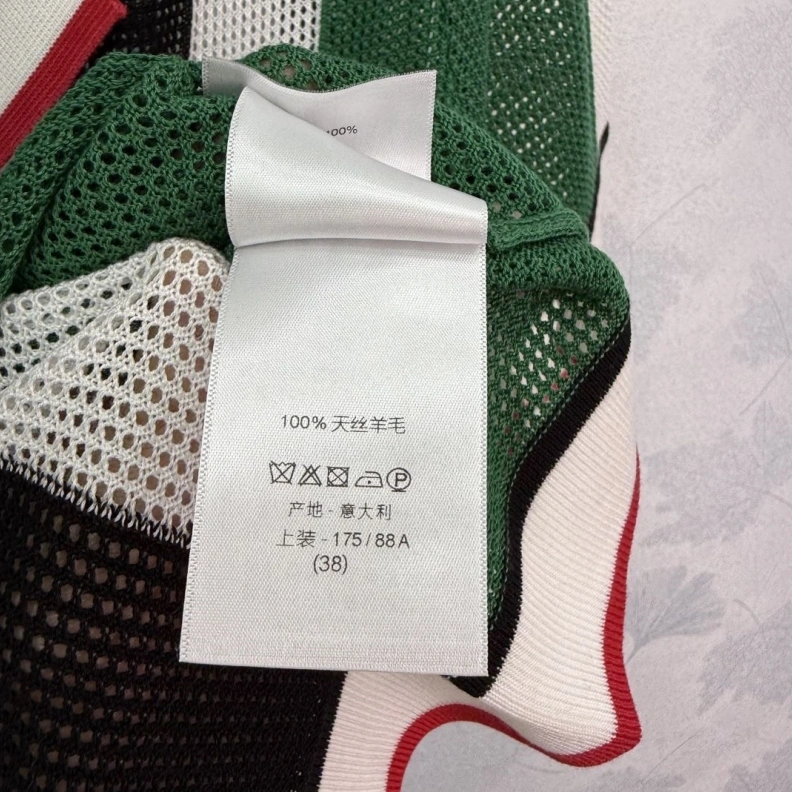 100%
100% 天丝羊毛
P
产地 - 意大利
上装 - 175 / 88 A
(38)